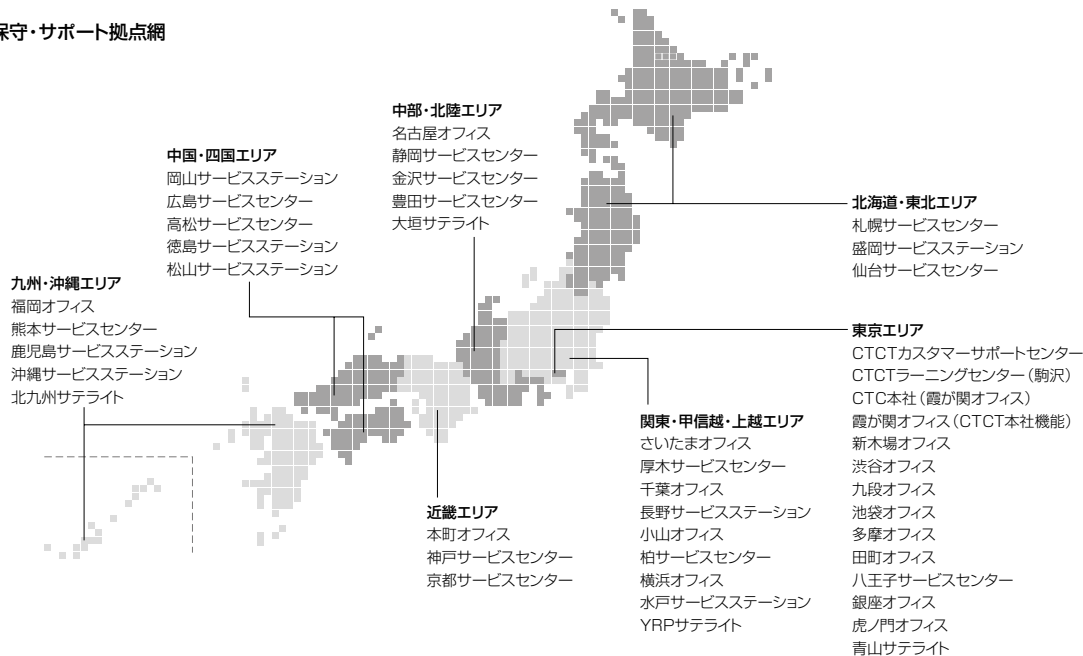 保守・サポート拠点網
中部・北陸エリア
名古屋オフィス
静岡サービスセンター
金沢サービスセンター
豊田サービスセンター
大垣サテライト
中国・四国エリア
岡山サービスステーション
広島サービスセンター
高松サービスセンター
徳島サービスステーション
松山サービスステーション
北海道・東北エリア
札幌サービスセンター
盛岡サービスステーション
仙台サービスセンター
九州・沖縄エリア
福岡オフィス
熊本サービスセンター
鹿児島サービスステーション
沖縄サービスステーション
北九州サテライト
東京エリア
CTCTカスタマーサポートセンター
CTCTラーニングセンター（駒沢）
CTC本社（霞が関オフィス）
霞が関オフィス（CTCT本社機能）
新木場オフィス
渋谷オフィス
九段オフィス
池袋オフィス
多摩オフィス
田町オフィス
八王子サービスセンター
銀座オフィス
虎ノ門オフィス
青山サテライト
関東・甲信越・上越エリア
さいたまオフィス
厚木サービスセンター
千葉オフィス
長野サービスステーション
小山オフィス
柏サービスセンター
横浜オフィス
水戸サービスステーション
YRPサテライト
近畿エリア
本町オフィス
神戸サービスセンター
京都サービスセンター